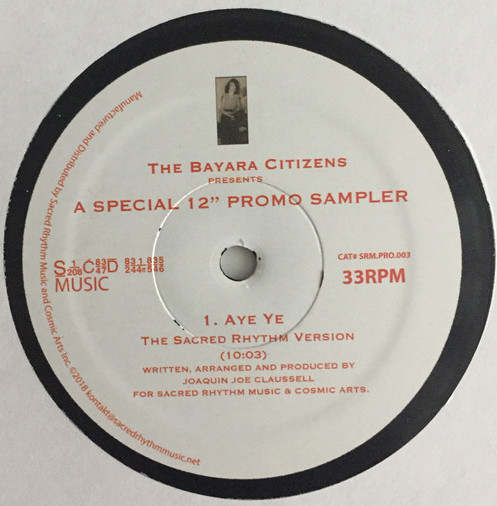 THE BAYARA CITIZENS
PRESENTS
A SPECIAL 12” PROMO SAMPLER
MUSIC
CAT# SRM.PRO.003
33RPM
1. AYE YE
THE SACRED RHYTHM VERSION
(10:03)
WRITTEN, ARRANGED AND PRODUCED BY
JOAQUIN JOE CLAUSSELL
FOR SACRED RHYTHM MUSIC & COSMIC ARTS.
Manufactured and Distributed by Sacred Rhythm Music and Cosmic Arts Inc. ©2018 kontakt@sacredrhythmmusic.net